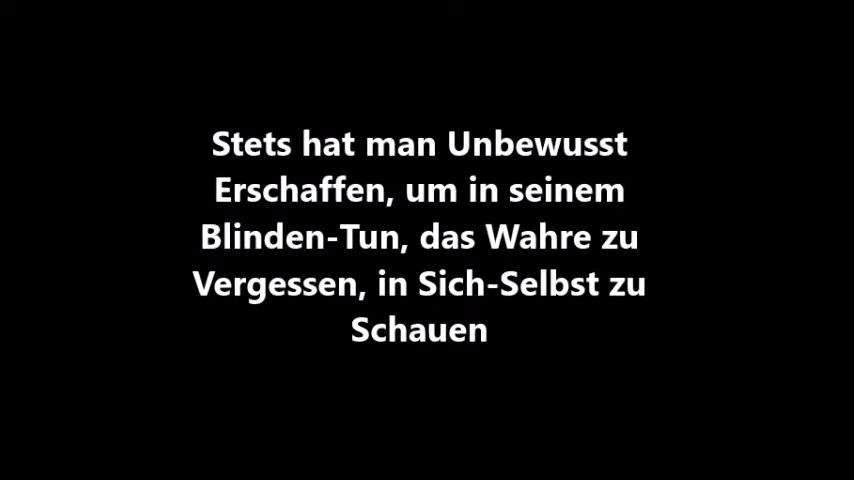 Stets hat man Unbewusst
Erschaffen, um in seinem
Blinden-Tun, das Wahre zu
Vergessen, in Sich-Selbst zu
Schauen